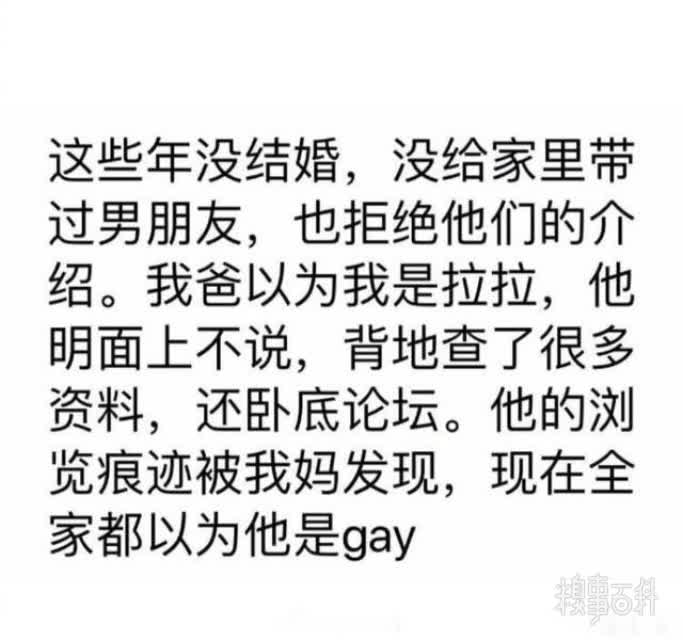 这些年没结婚，没给家里带
过男朋友，也拒绝他们的介
绍。我爸以为我是拉拉，他
明面上不说，背地查了很多
资料，还卧底论坛。他的浏
览痕迹被我妈发现，现在全
家都以为他是gay
糗事百科